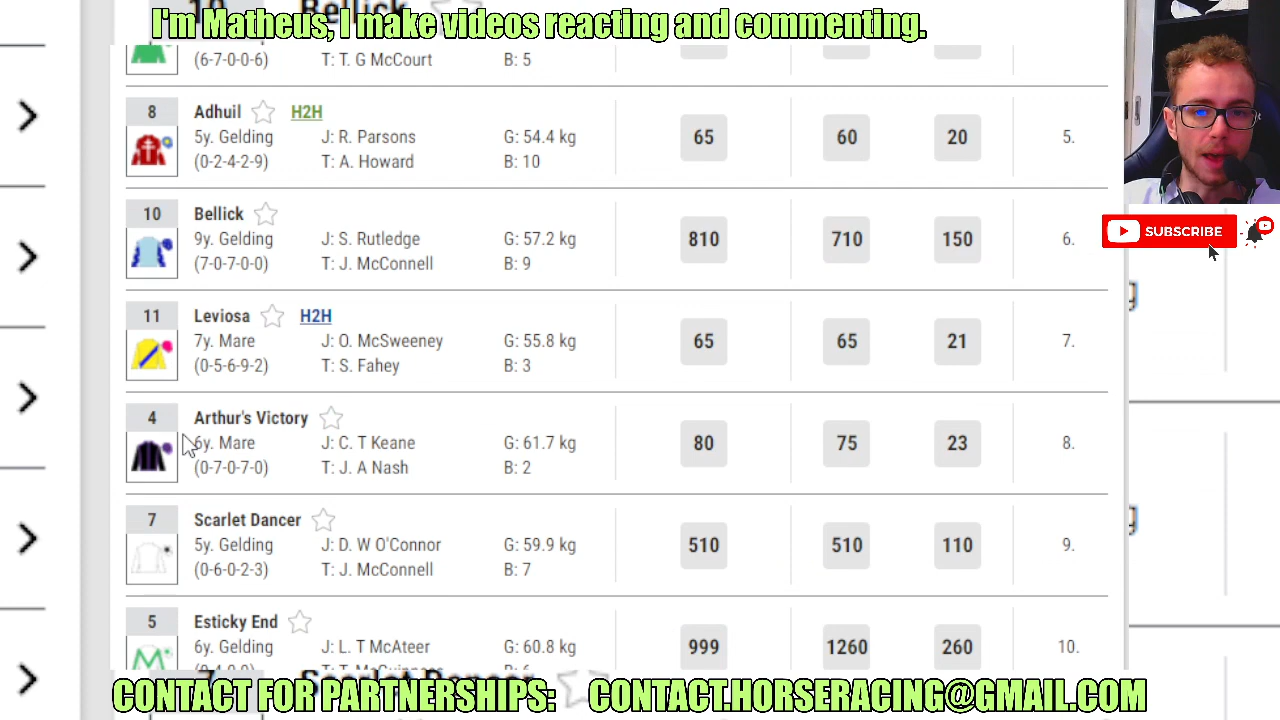 10 Bellick
I'm Matheus, I make videos reacting and commenting.
(6-7-0-0-6) T: T. G McCourt B: 5
8 Adhuil H2H
5y. Gelding J: R. Parsons G: 54.4 kg 65 60 20 5.
(0-2-4-2-9) T: A. Howard B: 10
10 Bellick
9y. Gelding J: S. Rutledge G: 57.2 kg 810 710 150 6.
(7-0-7-0-0) T: J. McConnell B: 9
SUBSCRIBE
11 Leviosa H2H
7y. Mare J: O. McSweeney G: 55.8 kg 65 65 21 7.
(0-5-6-9-2) T: S. Fahey B: 3
4 Arthur's Victory
6y. Mare J: C. T Keane G: 61.7 kg 80 75 23 8.
(0-7-0-7-0) T: J. A Nash B: 2
7 Scarlet Dancer
5y. Gelding J: D. W O'Connor G: 59.9 kg 510 510 110 9.
(0-6-0-2-3) T: J. McConnell B: 7
5 Esticky End
6y. Gelding J: L. T McAteer G: 60.8 kg 999 1260 260 10.
CONTACT FOR PARTNERSHIPS: CONTACT.HORSERACING@GMAIL.COM